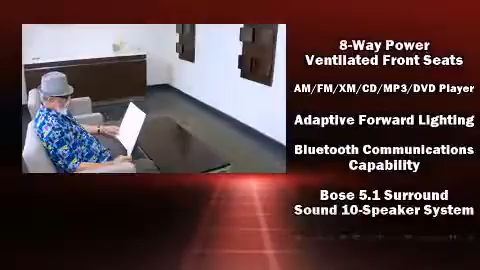 8-Way Power
Ventilated Front Seats
AM/FM/XM/CD/MP3/DVD Player
Adaptive Forward Lighting
Bluetooth Communications
Capability
Bose 5.1 Surround
Sound 10-Speaker System